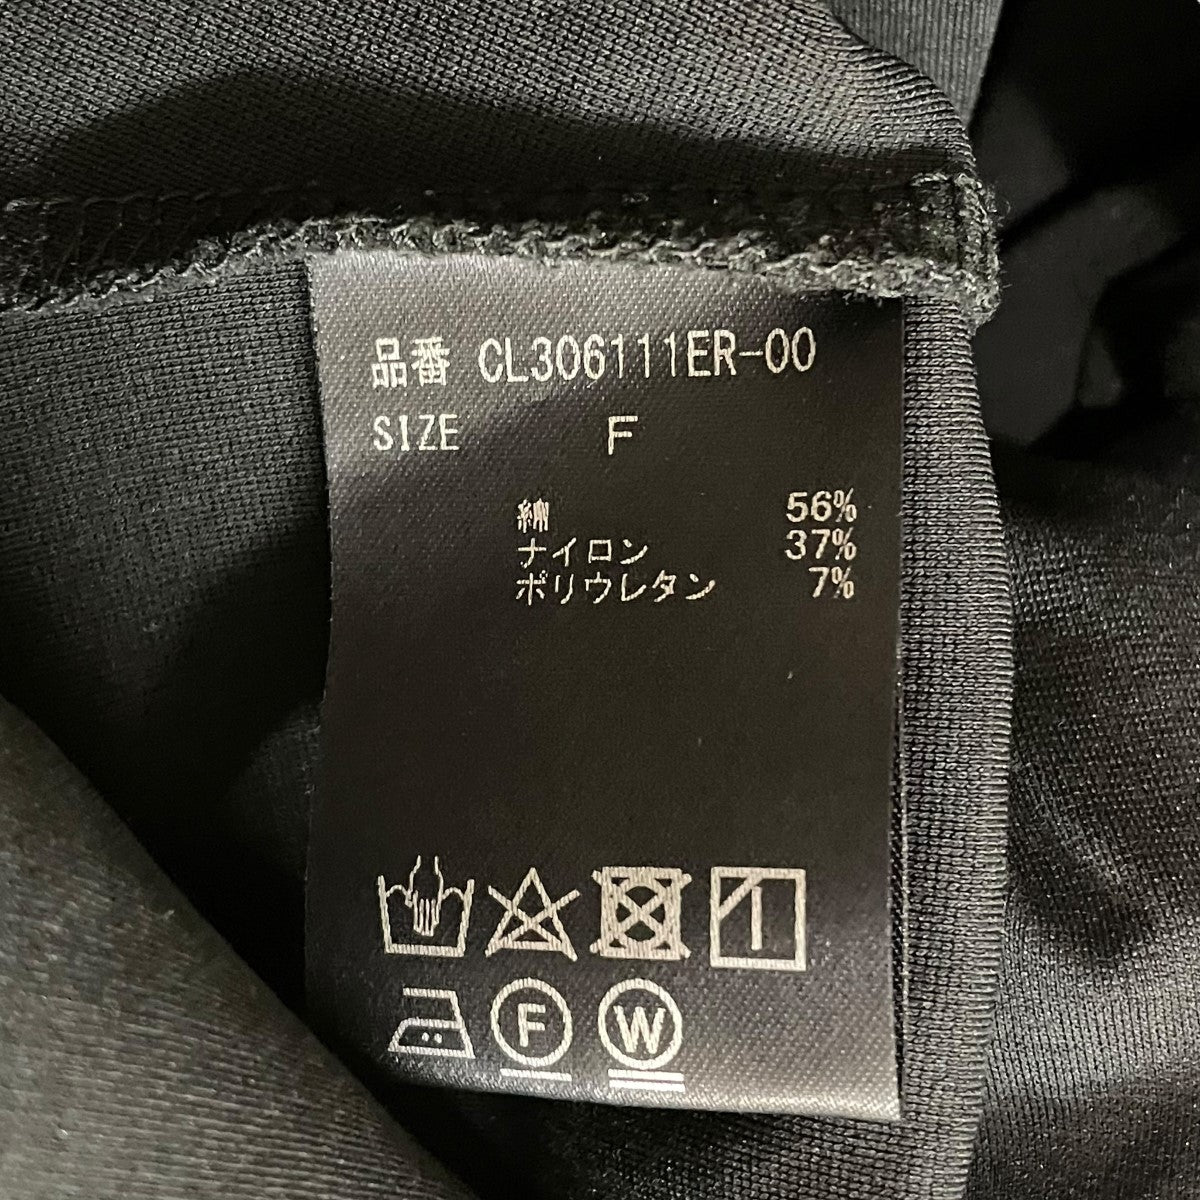 品番 CL306111ER-00
SIZE F
綿 56%
ナイロン 37%
ポリウレタン 7%
F W